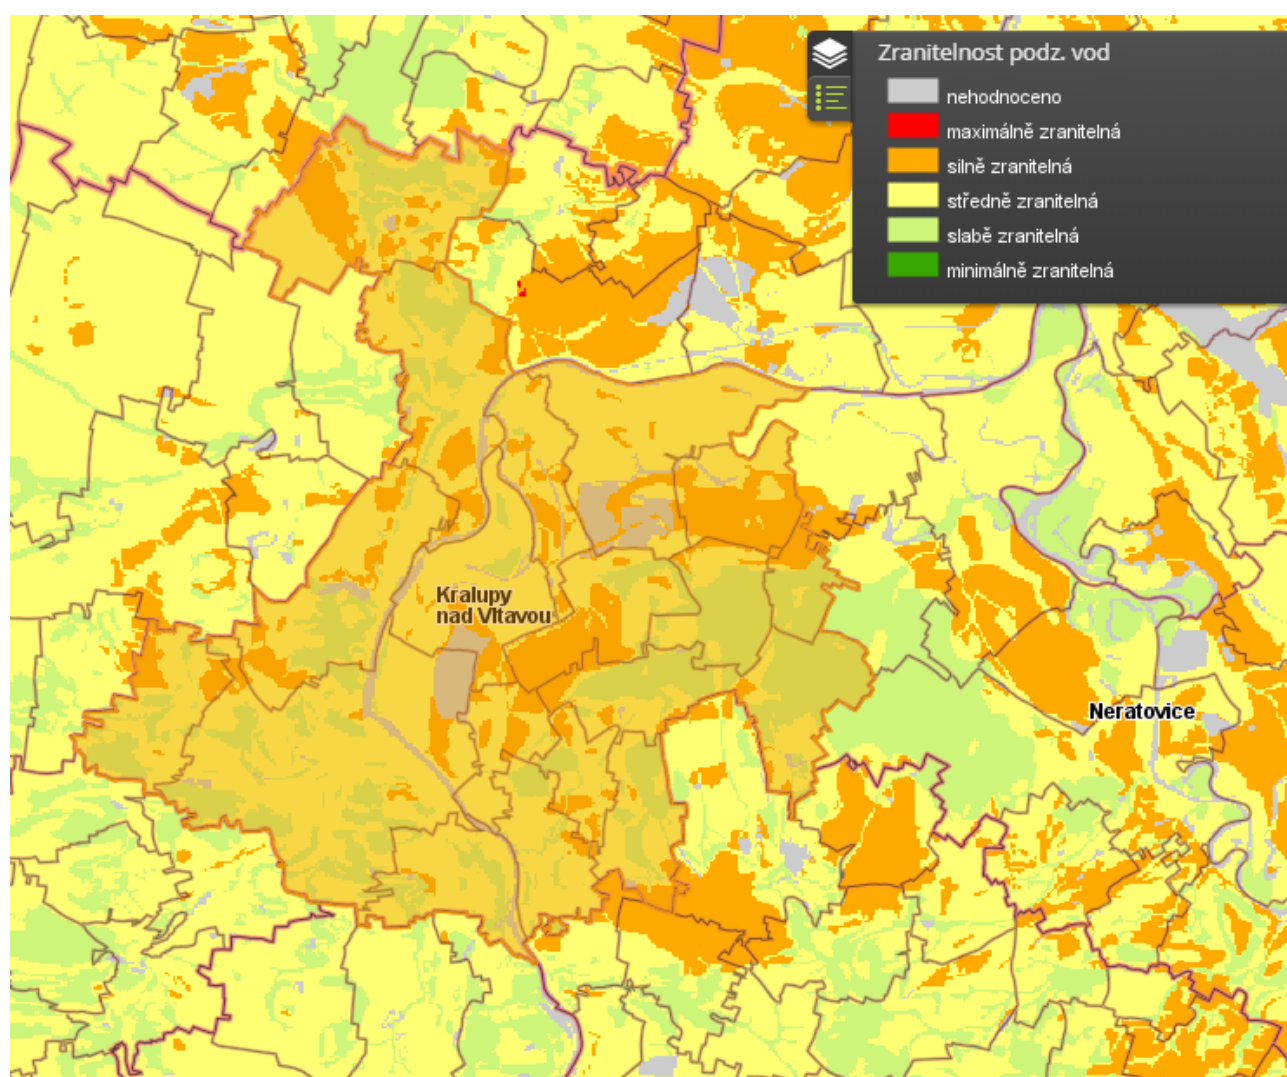 Zranitelnost podz. vod
nehodnoceno
maximálně zranitelná
silně zranitelná
středně zranitelná
slabě zranitelná
minimálně zranitelná
Kralupy
nad Vltavou
Neratovice